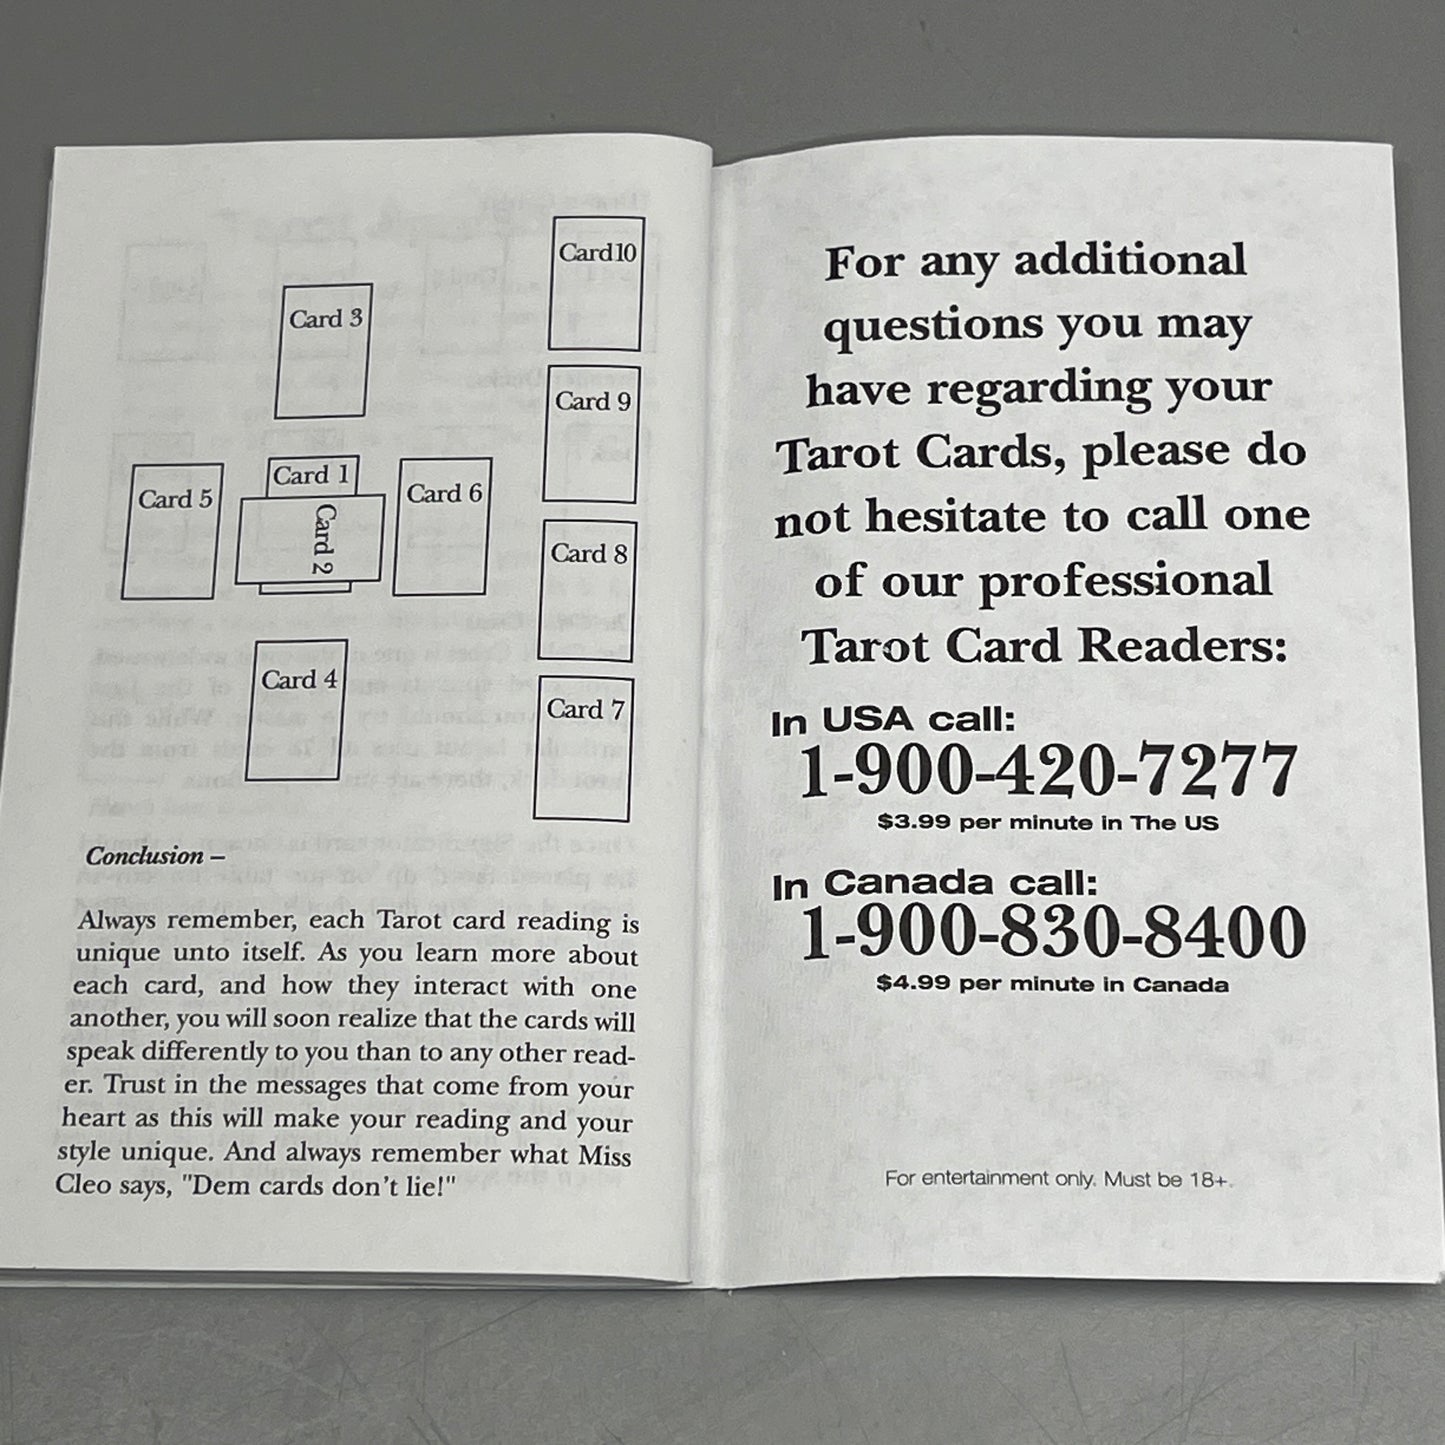 Card 10
Card 3
Card 9
Card 1
Card 5
Card 6
Card 2
Card 8
Card 4
Card 7
Conclusion –
Always remember, each Tarot card reading is
unique unto itself. As you learn more about
each card, and how they interact with one
another, you will soon realize that the cards will
speak differently to you than to any other read-
er. Trust in the messages that come from your
heart as this will make your reading and your
style unique. And always remember what Miss
Cleo says, "Dem cards don't lie!"
For any additional
questions you may
have regarding your
Tarot Cards, please do
not hesitate to call one
of our professional
Tarot Card Readers:
In USA call:
1-900-420-7277
$3.99 per minute in The US
In Canada call:
1-900-830-8400
$4.99 per minute in Canada
For entertainment only. Must be 18+.